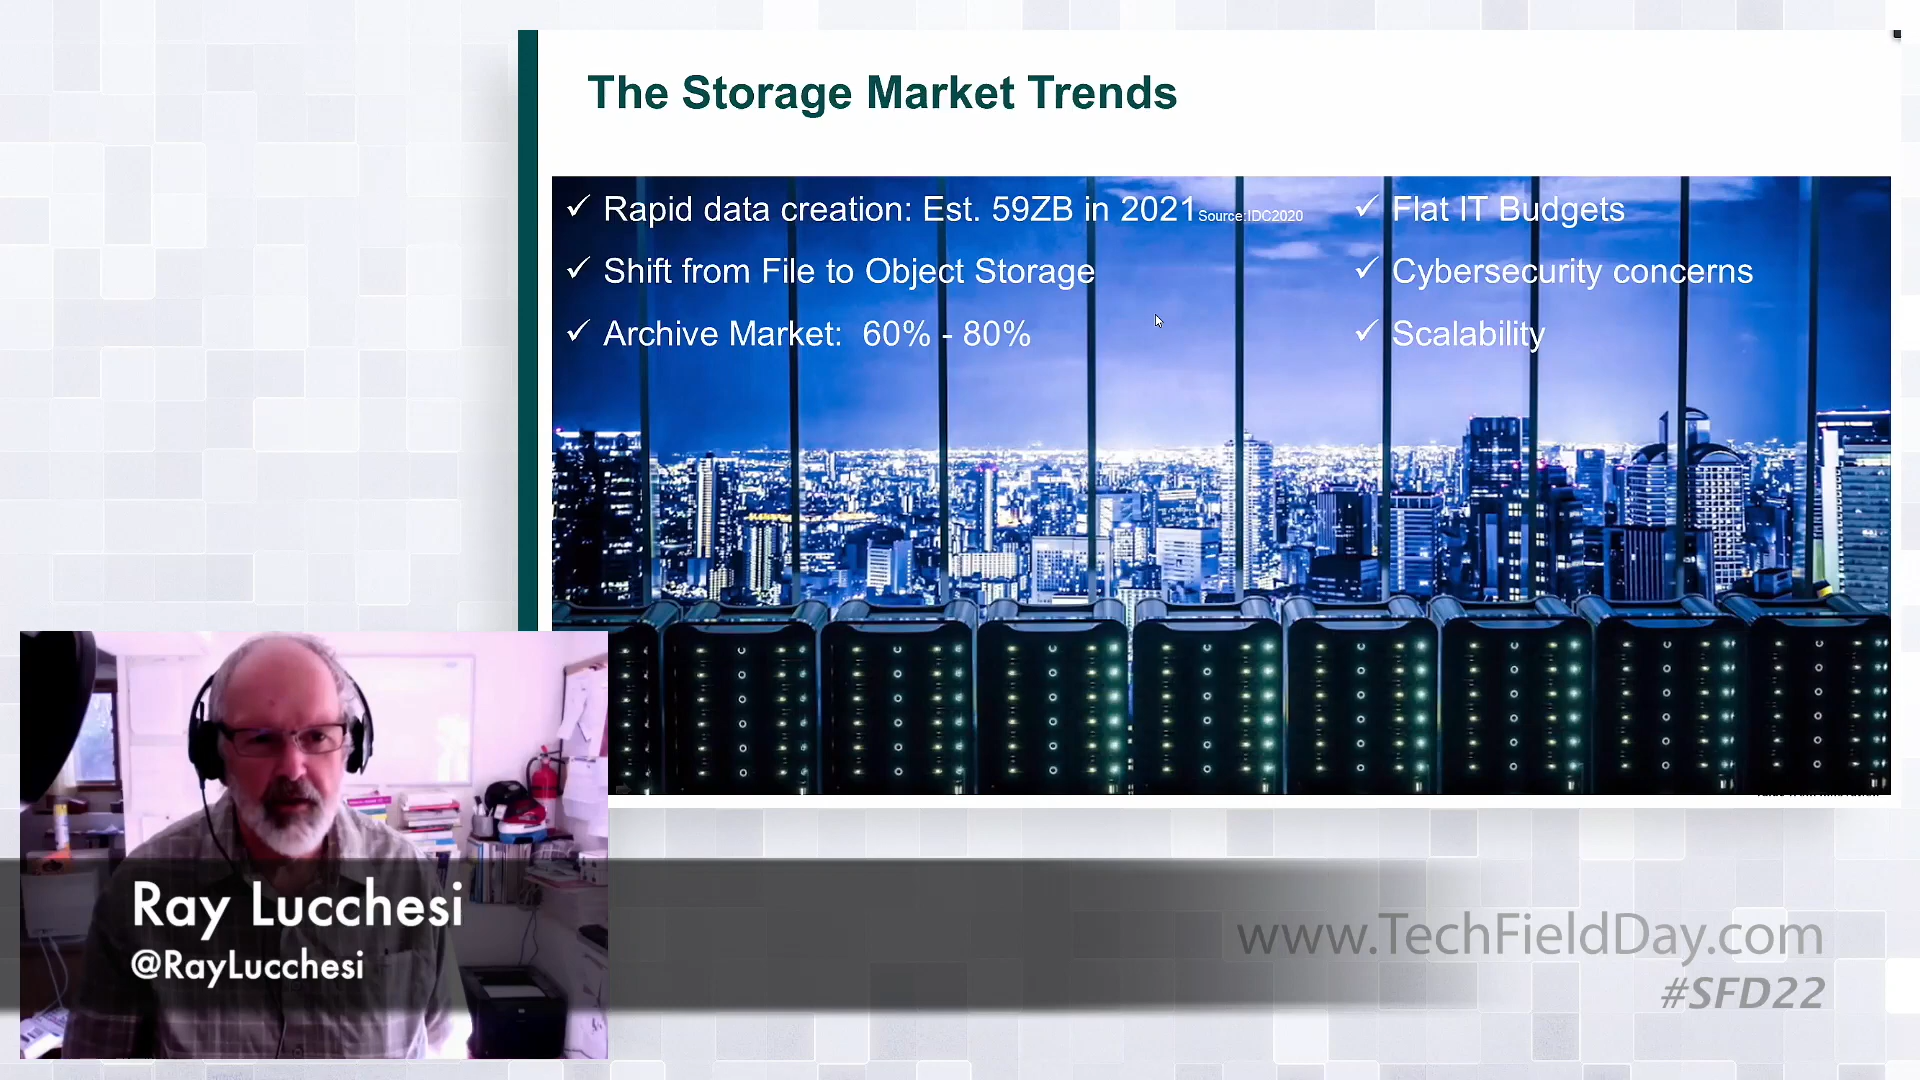 The Storage Market Trends
✓ Rapid data creation: Est. 59ZB in 2021 Source:IDC2020
✓ Shift from File to Object Storage
✓ Archive Market: 60% - 80%
✓ Flat IT Budgets
✓ Cybersecurity concerns
✓ Scalability
Ray Lucchesi
@RayLucchesi
www.TechFieldDay.com
#SFD22